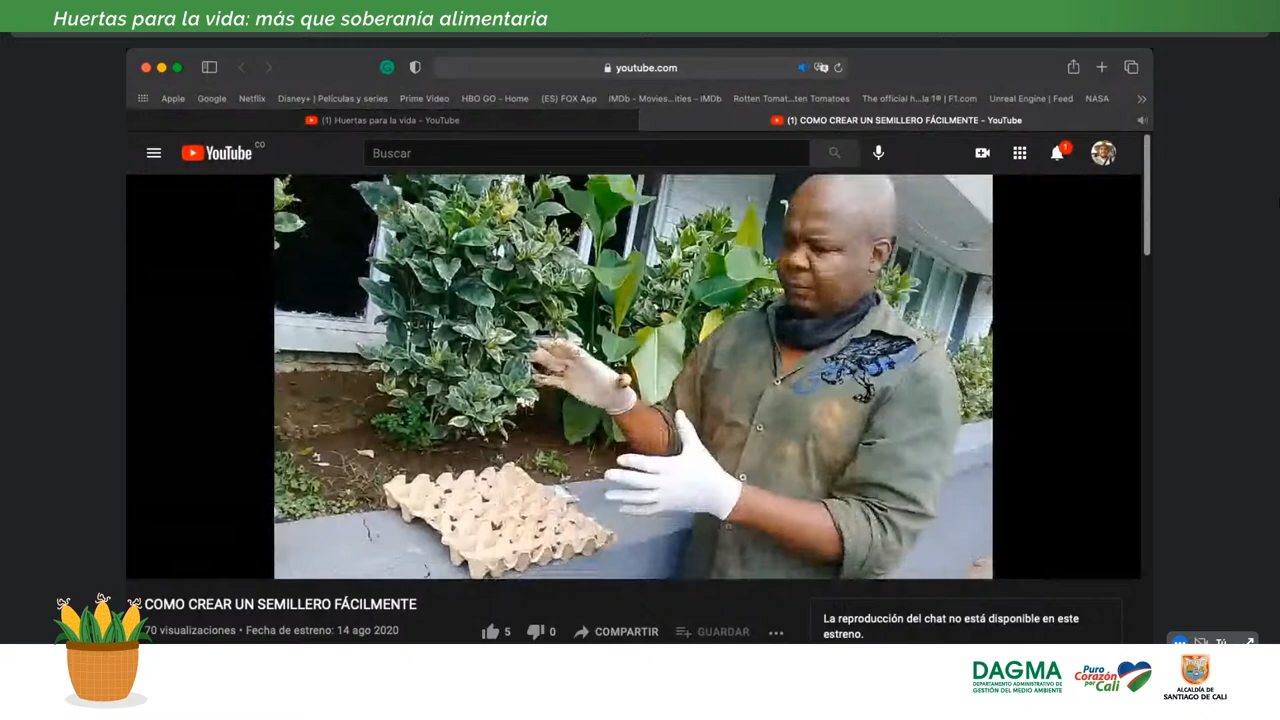 Huertas para la vida: más que soberanía alimentaria
youtube.com
Apple Google Netflix Disney+ | Películas y series Prime Video HBO GO - Home (ES) FOX App IMDb - Movies...ities - IMDb Rotten Tomat...ten Tomatoes The official h...la 1® | F1.com Unreal Engine | Feed NASA
(1) Huertas para la vida - YouTube
(1) COMO CREAR UN SEMILLERO FÁCILMENTE - YouTube
YouTube CO
Buscar
1
COMO CREAR UN SEMILLERO FÁCILMENTE
70 visualizaciones • Fecha de estreno: 14 ago 2020
5 0 COMPARTIR GUARDAR
La reproducción del chat no está disponible en este
estreno.
Tú
DAGMA
DEPARTAMENTO ADMINISTRATIVO DE
GESTIÓN DEL MEDIO AMBIENTE
Puro
Corazón
por Cali
ALCALDÍA DE
SANTIAGO DE CALI